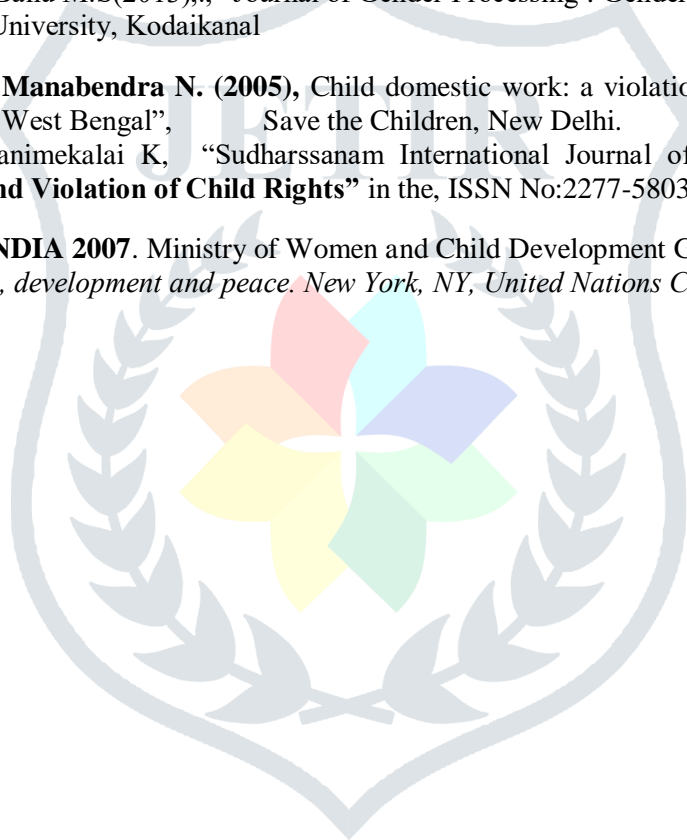 University, Kodaikanal
Manabendra N. (2005), Child domestic work: a violatio
West Bengal”, Save the Children, New Delhi.
animekalai K, “Sudharssanam International Journal of
nd Violation of Child Rights” in the, ISSN No:2277-5803
NDIA 2007. Ministry of Women and Child Development
, development and peace. New York, NY, United Nations
JETIR